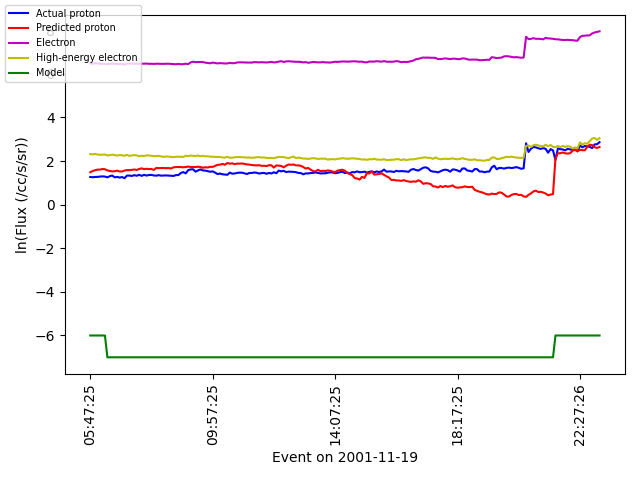 Actual proton
Predicted proton
Electron
High-energy electron
Model
8
6
4
2
0
−2
−4
−6
ln(Flux (/cc/s/sr))
05:47:25
09:57:25
14:07:25
18:17:25
22:27:26
Event on 2001-11-19